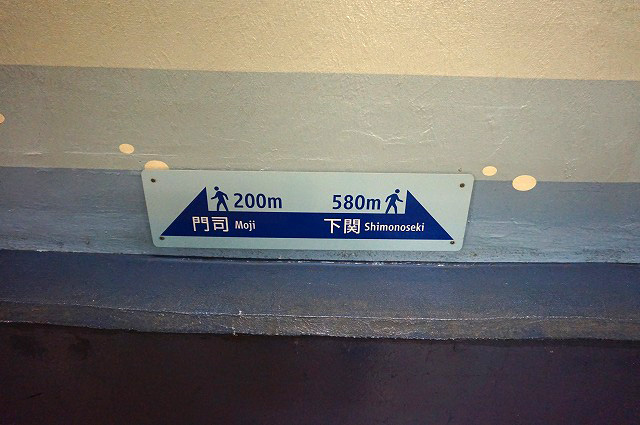 200m 580m
門司 Moji 下関 Shimonoseki